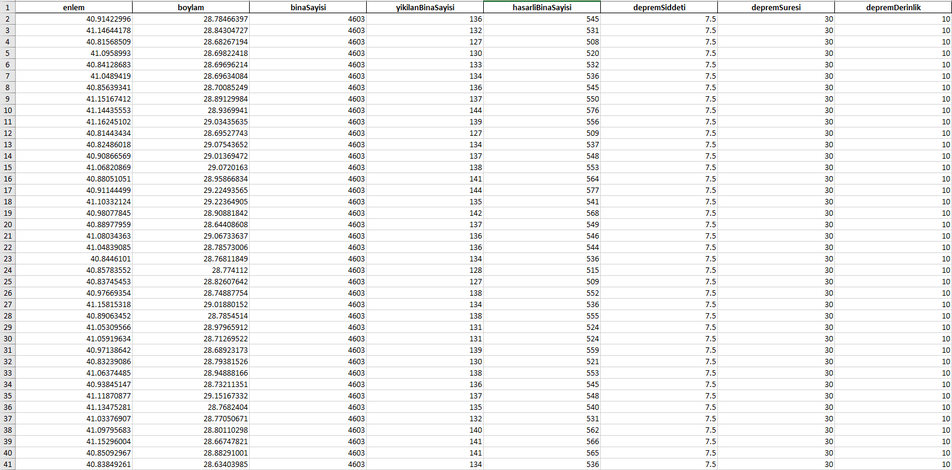 1 enlem boylam binaSayisi yikilanBinaSayisi hasarliBinaSayisi depremSiddeti depremSuresi depremDerinlik
2 40.91422996 28.78466397 4603 136 545 7.5 30 10
3 41.14644178 28.84304727 4603 132 531 7.5 30 10
4 40.81568509 28.68267194 4603 127 508 7.5 30 10
5 41.0958993 28.69822418 4603 130 520 7.5 30 10
6 40.84128683 28.69696214 4603 133 532 7.5 30 10
7 41.0489419 28.69634084 4603 134 536 7.5 30 10
8 40.85639341 28.70085249 4603 136 545 7.5 30 10
9 41.15167412 28.89129984 4603 137 550 7.5 30 10
10 41.14435553 28.9369941 4603 144 576 7.5 30 10
11 41.16245102 29.03435635 4603 139 556 7.5 30 10
12 40.81443434 28.69527743 4603 127 509 7.5 30 10
13 40.82486018 29.07543652 4603 134 537 7.5 30 10
14 40.90866569 29.01369472 4603 137 548 7.5 30 10
15 41.06820869 29.0720163 4603 138 553 7.5 30 10
16 40.88051051 28.95866834 4603 141 564 7.5 30 10
17 40.91144499 29.22493565 4603 144 577 7.5 30 10
18 41.10332124 29.22364905 4603 135 541 7.5 30 10
19 40.98077845 28.90881842 4603 142 568 7.5 30 10
20 40.88977959 28.64408608 4603 137 549 7.5 30 10
21 41.08034363 29.06733637 4603 136 546 7.5 30 10
22 41.04839085 28.78573006 4603 136 544 7.5 30 10
23 40.8446101 28.76811849 4603 134 536 7.5 30 10
24 40.85783552 28.774112 4603 128 515 7.5 30 10
25 40.83745453 28.82607642 4603 127 509 7.5 30 10
26 40.97669354 28.74887754 4603 138 552 7.5 30 10
27 41.15815318 29.01880152 4603 134 536 7.5 30 10
28 40.89063452 28.7854514 4603 138 555 7.5 30 10
29 41.05309566 28.97965912 4603 131 524 7.5 30 10
30 41.05919634 28.71269522 4603 131 524 7.5 30 10
31 40.97138642 28.68923173 4603 139 559 7.5 30 10
32 40.83239086 28.79381526 4603 130 521 7.5 30 10
33 41.06374485 28.94888166 4603 138 553 7.5 30 10
34 40.93845147 28.73211351 4603 136 545 7.5 30 10
35 41.11870877 29.15167332 4603 137 548 7.5 30 10
36 41.13475281 28.7682404 4603 135 540 7.5 30 10
37 41.03376907 28.77050671 4603 132 531 7.5 30 10
38 41.09795683 28.80110298 4603 140 562 7.5 30 10
39 41.15296004 28.66747821 4603 141 566 7.5 30 10
40 40.85092967 28.88291001 4603 141 565 7.5 30 10
41 40.83849261 28.63403985 4603 134 536 7.5 30 10